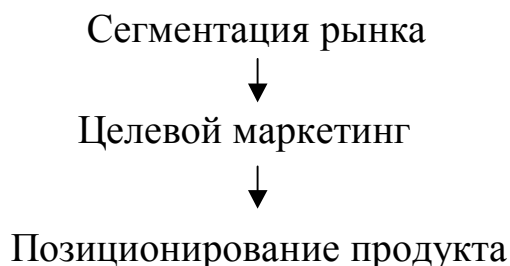 Сегментация рынка
Целевой маркетинг
Позиционирование продукта